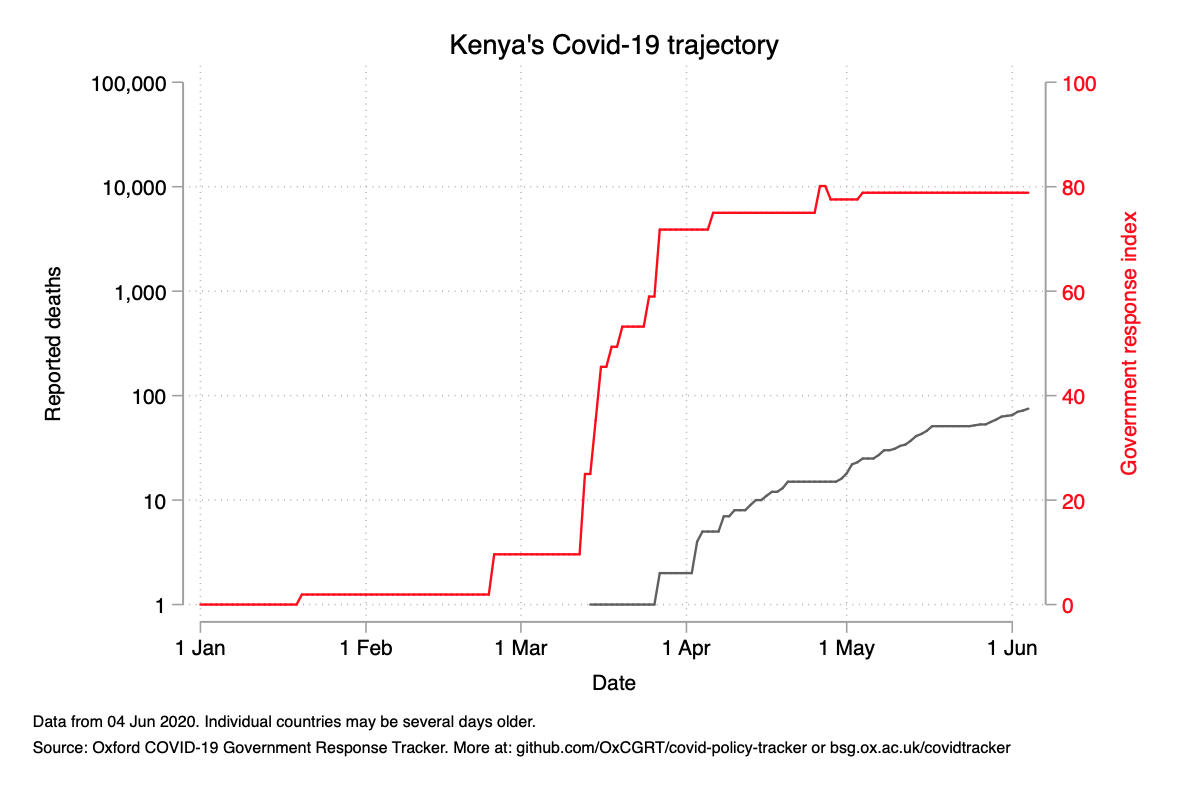 Kenya's Covid-19 trajectory
100,000
10,000
1,000
100
10
1
Reported deaths
100
80
60
40
20
0
Government response index
1 Jan
1 Feb
1 Mar
1 Apr
1 May
1 Jun
Date
Data from 04 Jun 2020. Individual countries may be several days older.
Source: Oxford COVID-19 Government Response Tracker. More at: github.com/OxCGRT/covid-policy-tracker or bsg.ox.ac.uk/covidtracker